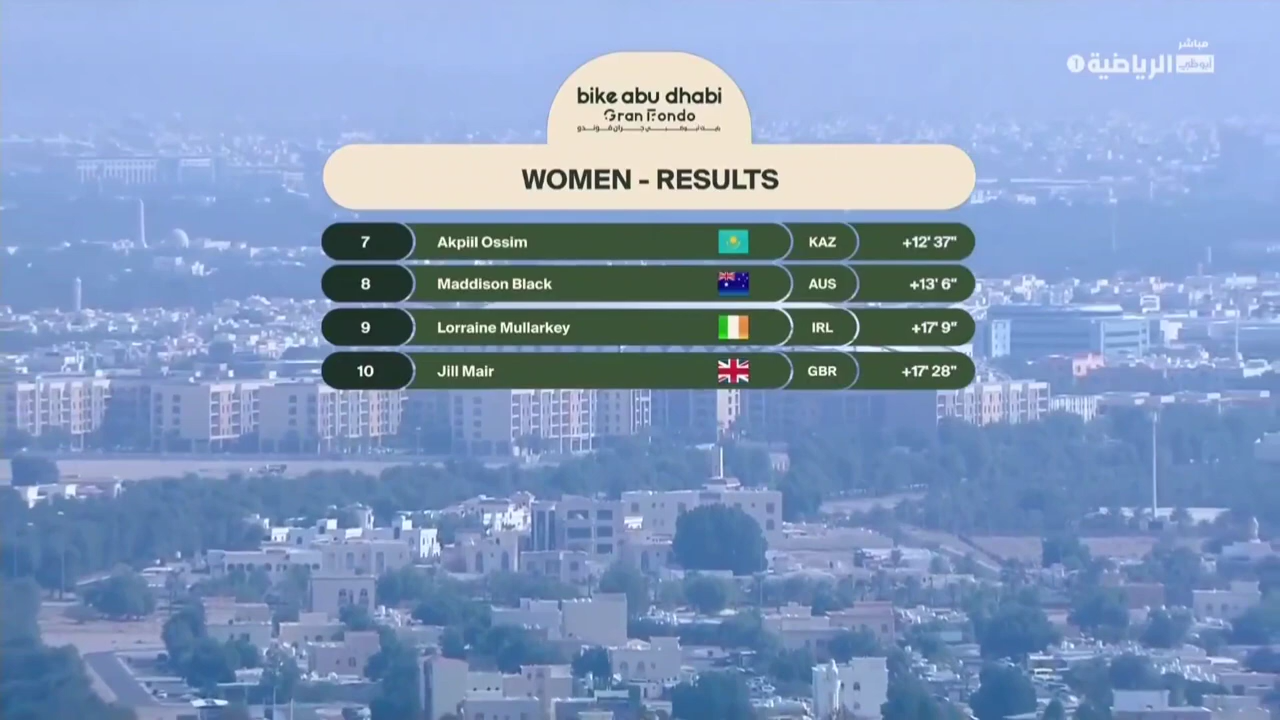 مباشر
الرياضية 1
أبوظبي
bike abu dhabi
Gran Fondo
WOMEN - RESULTS
7 Akpiil Ossim KAZ +12' 37"
8 Maddison Black AUS +13' 6"
9 Lorraine Mullarkey IRL +17' 9"
10 Jill Mair GBR +17' 28"